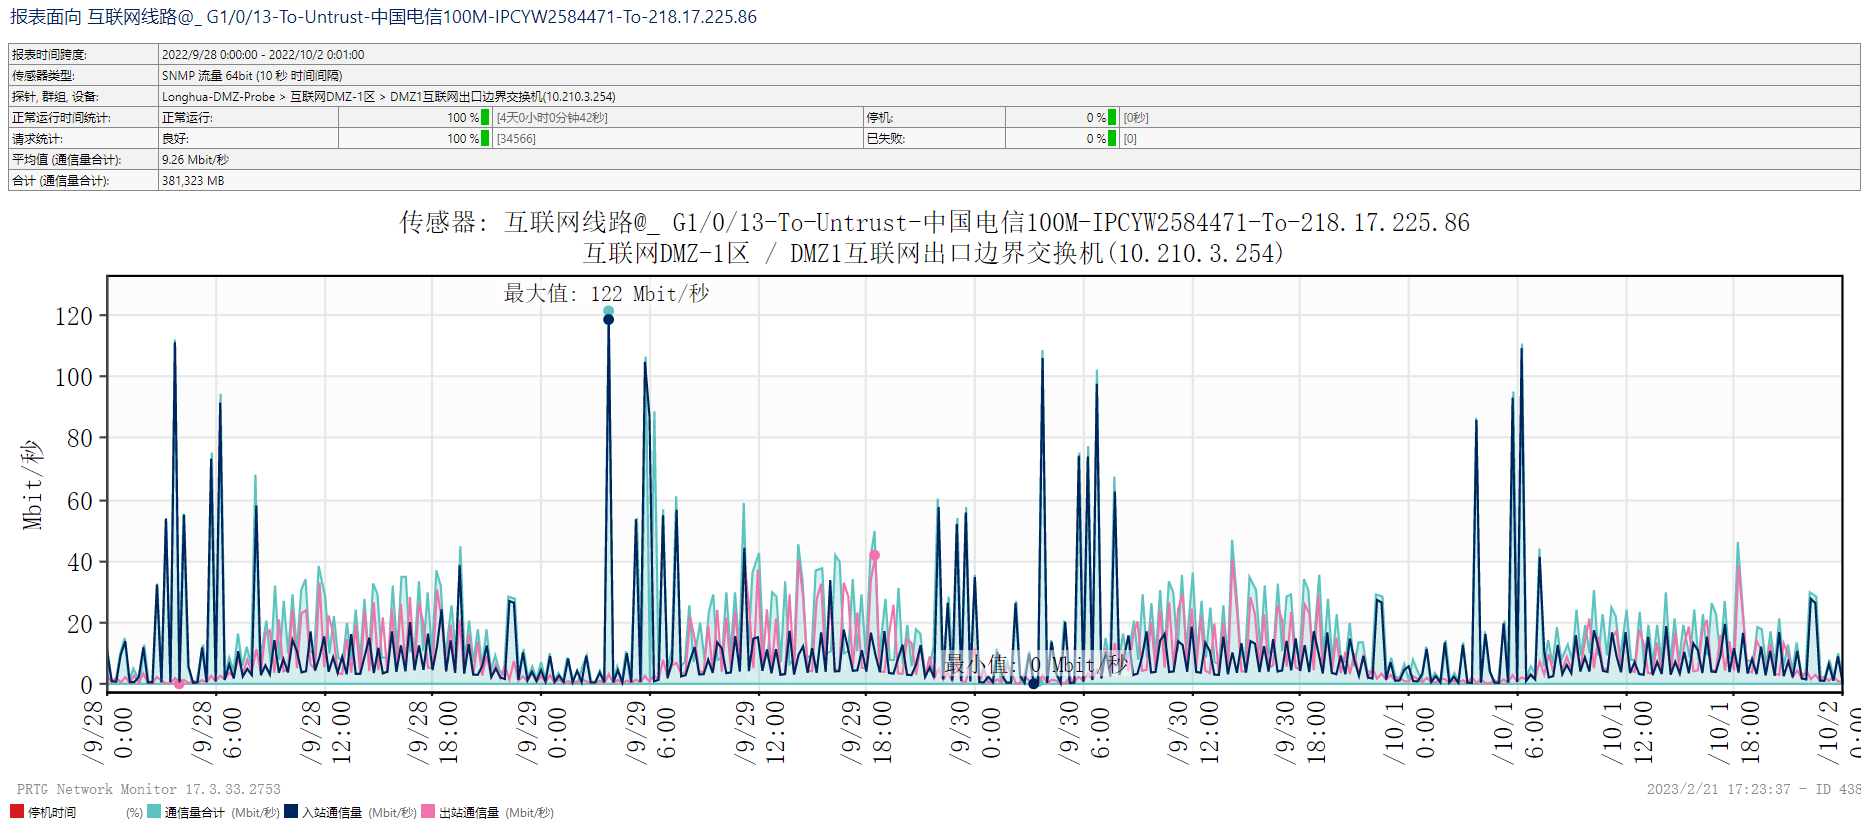 报表面向 互联网线路@_ G1/0/13-To-Untrust-中国电信100M-IPCYW2584471-To-218.17.225.86
报表时间跨度: 2022/9/28 0:00:00 - 2022/10/2 0:01:00
传感器类型: SNMP 流量 64bit (10 秒 时间间隔)
探针, 群组, 设备: Longhua-DMZ-Probe > 互联网DMZ-1区 > DMZ1互联网出口边界交换机(10.210.3.254)
正常运行时间统计: 正常运行: 100 % [4天0小时0分钟42秒] 停机: 0 % [0秒]
请求统计: 良好: 100 % [34566] 已失败: 0 % [0]
平均值 (通信量合计): 9.26 Mbit/秒
合计 (通信量合计): 381,323 MB
传感器: 互联网线路@_ G1/0/13-To-Untrust-中国电信100M-IPCYW2584471-To-218.17.225.86
互联网DMZ-1区 / DMZ1互联网出口边界交换机(10.210.3.254)
最大值: 122 Mbit/秒
120
100
80
60
40
20
0
Mbit/秒
最小值: 0 Mbit/秒
/9/28 0:00
/9/28 6:00
/9/28 12:00
/9/28 18:00
/9/29 0:00
/9/29 6:00
/9/29 12:00
/9/29 18:00
/9/30 0:00
/9/30 6:00
/9/30 12:00
/9/30 18:00
/10/1 0:00
/10/1 6:00
/10/1 12:00
/10/1 18:00
/10/2 0:00
PRTG Network Monitor 17.3.33.2753
2023/2/21 17:23:37 - ID 438
停机时间 (%) 通信量合计 (Mbit/秒) 入站通信量 (Mbit/秒) 出站通信量 (Mbit/秒)